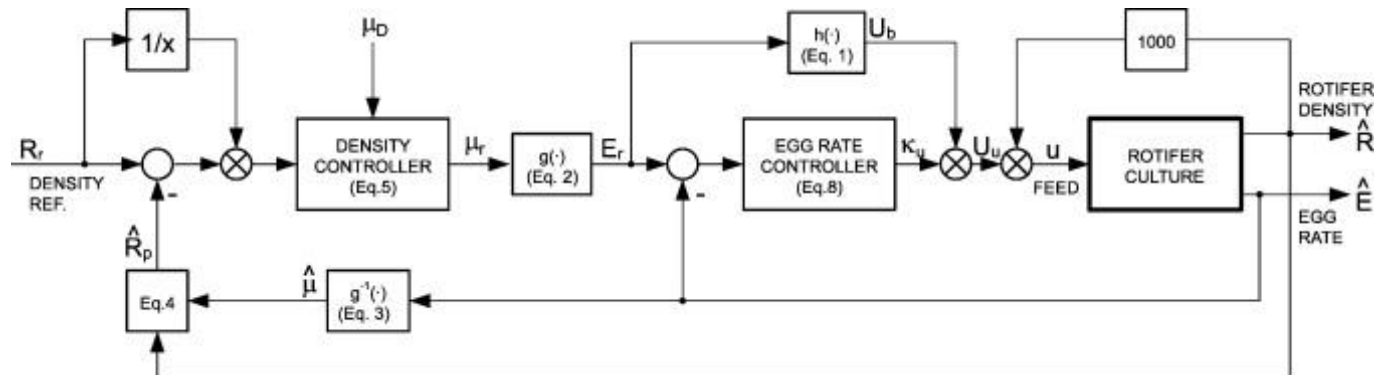 1/x
μD
h(·)
(Eq. 1)
Ub
1000
ROTIFER
DENSITY
R̂
Rr
DENSITY
REF.
-
DENSITY
CONTROLLER
(Eq.5)
μr
g(·)
(Eq. 2)
Er
-
EGG RATE
CONTROLLER
(Eq.8)
κu
Uu
u
FEED
ROTIFER
CULTURE
Ê
EGG
RATE
R̂p
Eq.4
μ̂
g⁻¹(·)
(Eq. 3)